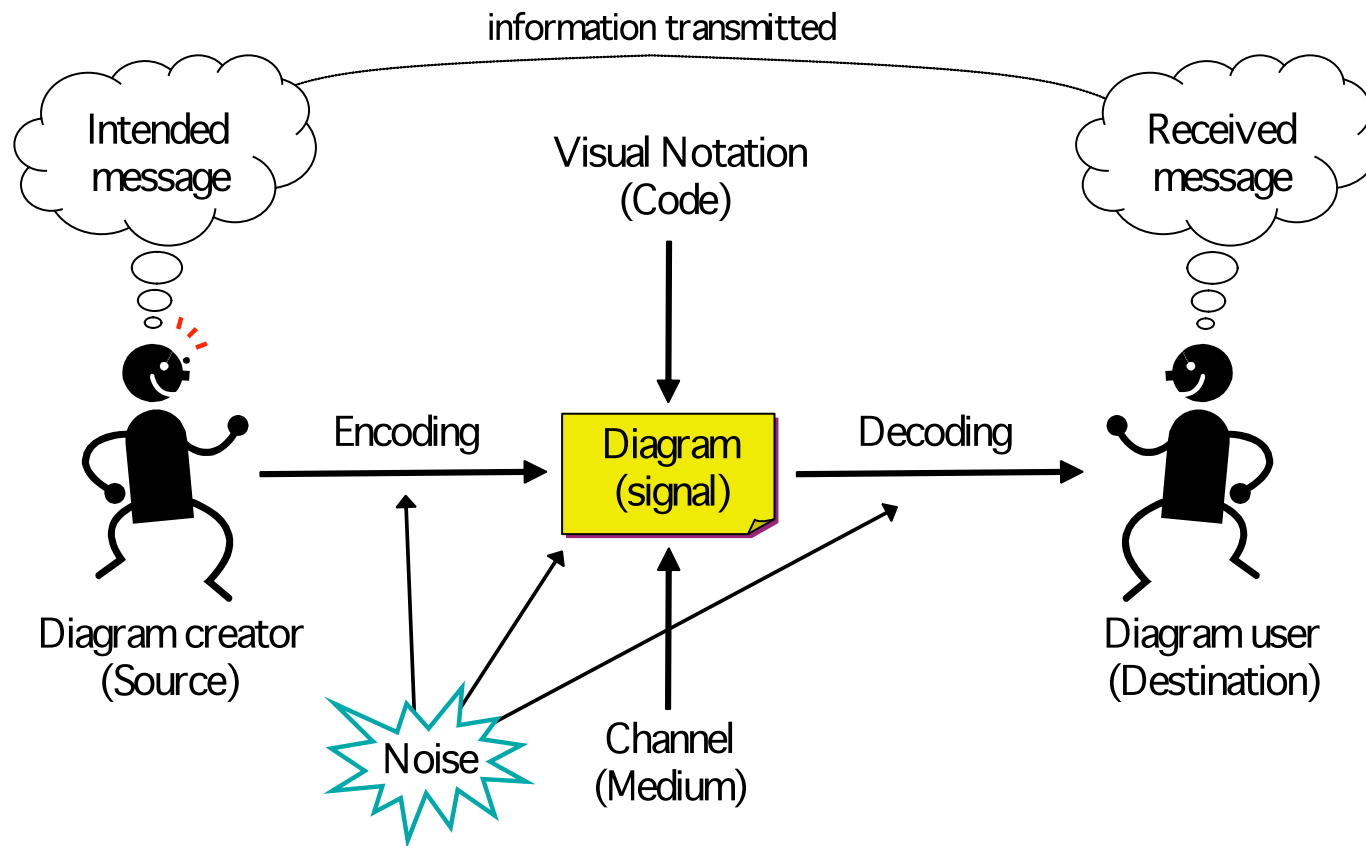 information transmitted
Intended
message
Visual Notation
(Code)
Received
message
Encoding
Diagram
(signal)
Decoding
Diagram creator
(Source)
Diagram user
(Destination)
Noise
Channel
(Medium)